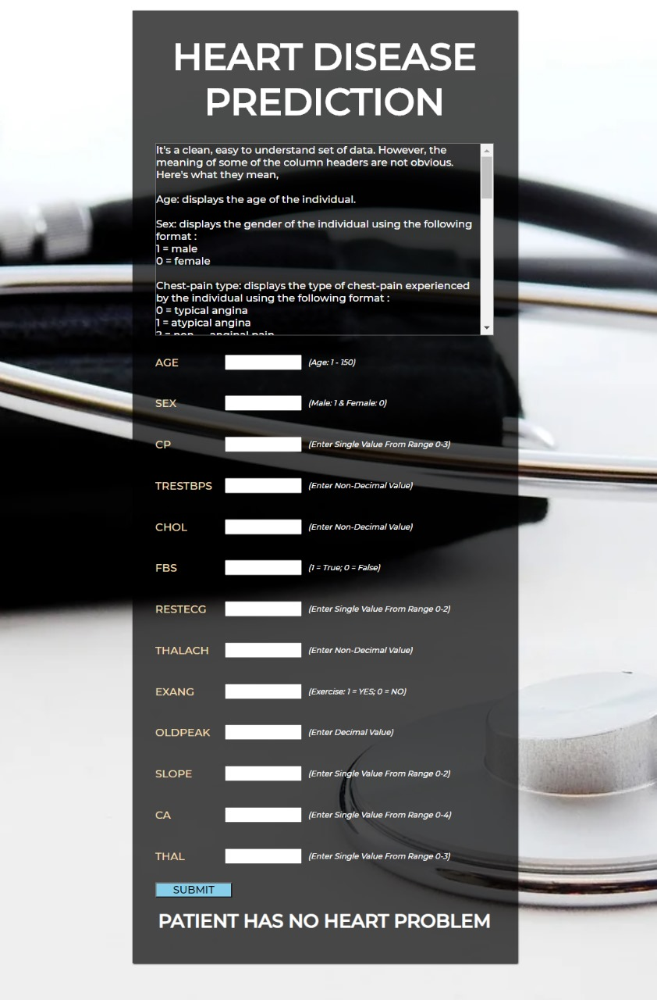 HEART DISEASE
PREDICTION
It's a clean, easy to understand set of data. However, the
meaning of some of the column headers are not obvious.
Here's what they mean,
Age: displays the age of the individual.
Sex: displays the gender of the individual using the following
format :
1 = male
0 = female
Chest-pain type: displays the type of chest-pain experienced
by the individual using the following format :
0 = typical angina
1 = atypical angina
2 = non — anginal pain
AGE (Age: 1 - 150)
SEX (Male: 1 & Female: 0)
CP (Enter Single Value From Range 0-3)
TRESTBPS (Enter Non-Decimal Value)
CHOL (Enter Non-Decimal Value)
FBS (1 = True; 0 = False)
RESTECG (Enter Single Value From Range 0-2)
THALACH (Enter Non-Decimal Value)
EXANG (Exercise: 1 = YES; 0 = NO)
OLDPEAK (Enter Decimal Value)
SLOPE (Enter Single Value From Range 0-2)
CA (Enter Single Value From Range 0-4)
THAL (Enter Single Value From Range 0-3)
SUBMIT
PATIENT HAS NO HEART PROBLEM